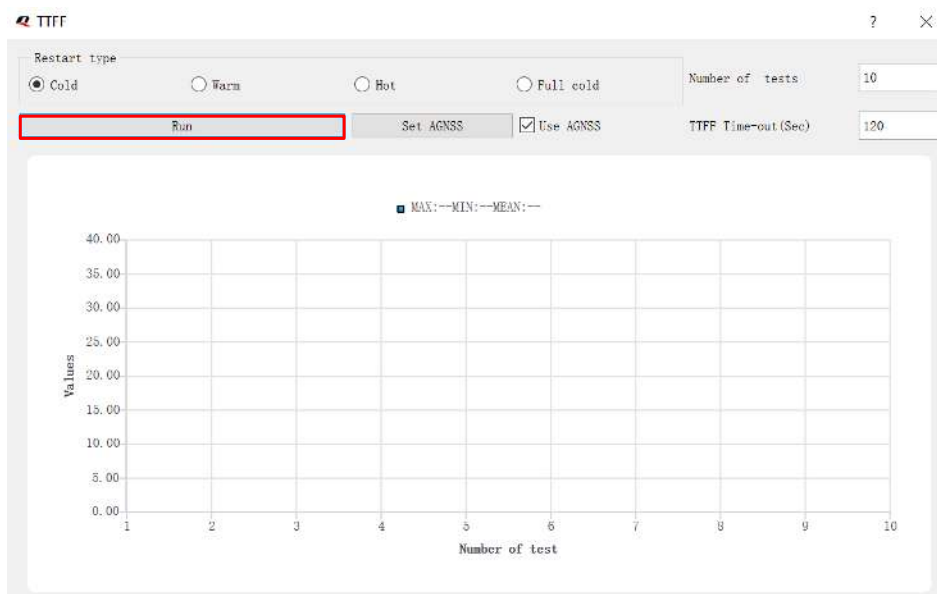 TTFF ? ×
Restart type
Cold Warm Hot Full cold Number of tests 10
Run Set AGNSS Use AGNSS TTFF Time-out(Sec) 120
MAX:--MIN:--MEAN:--
40.00
35.00
30.00
25.00
20.00
15.00
10.00
5.00
0.00
Values
1 2 3 4 5 6 7 8 9 10
Number of test